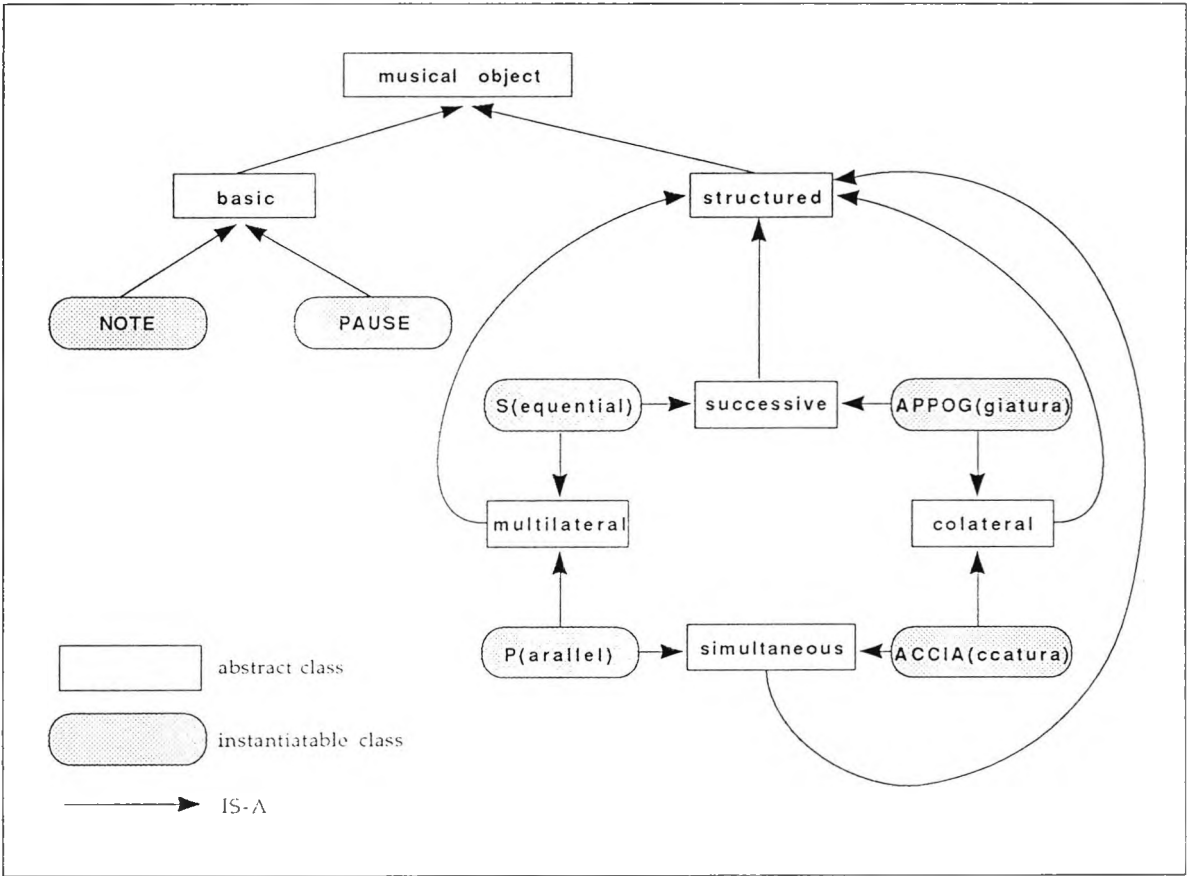 musical object
basic
structured
NOTE
PAUSE
S(equential)
successive
APPOG(giatura)
multilateral
colateral
P(arallel)
simultaneous
ACCIA(ccatura)
abstract class
instantiatable class
IS-A